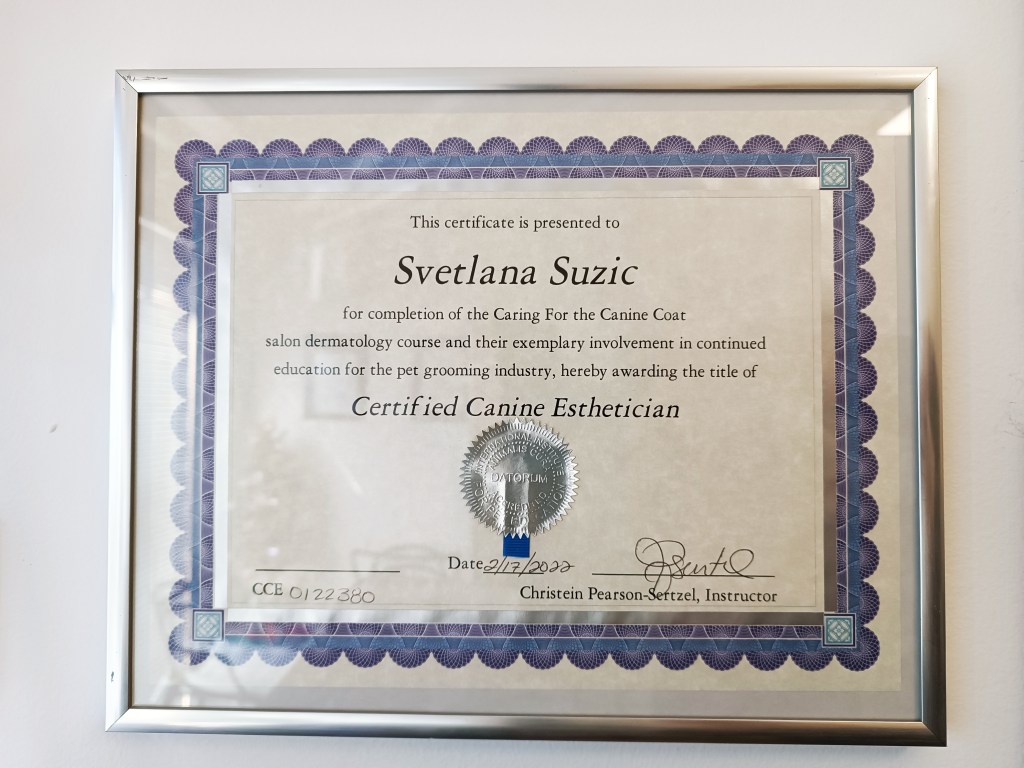 This certificate is presented to
Svetlana Suzic
for completion of the Caring For the Canine Coat
salon dermatology course and their exemplary involvement in continued
education for the pet grooming industry, hereby awarding the title of
Certified Canine Esthetician
DATORUM
Date 2/17/2022
CCE 0122380
Christein Pearson-Sertzel, Instructor